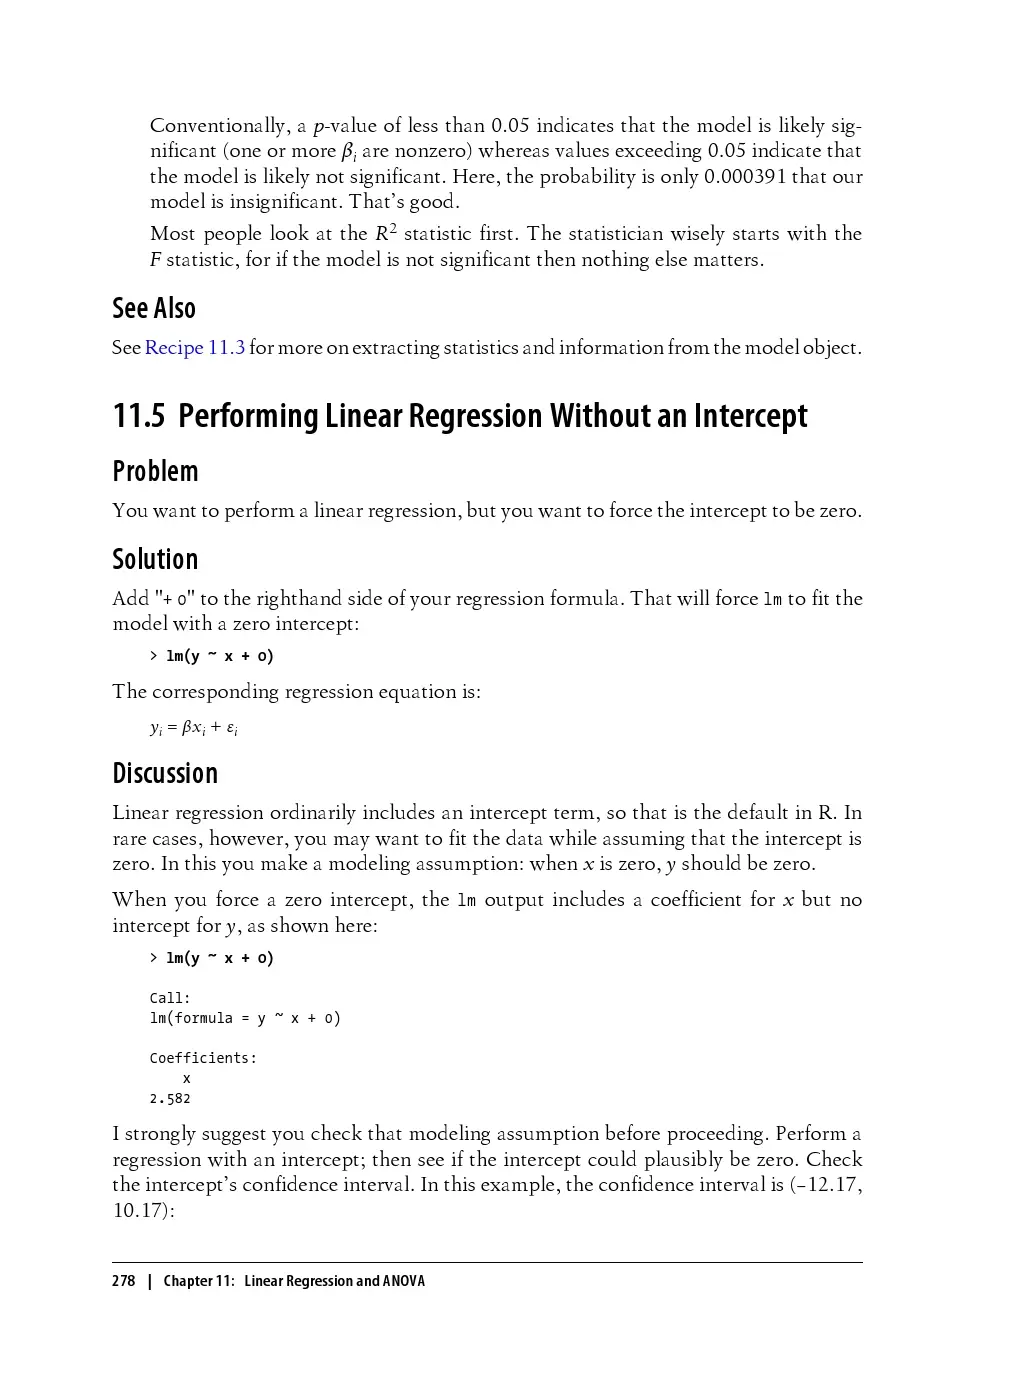 Conventionally, a p-value of less than 0.05 indicates that the model is likely sig-
nificant (one or more βi are nonzero) whereas values exceeding 0.05 indicate that
the model is likely not significant. Here, the probability is only 0.000391 that our
model is insignificant. That’s good.
Most people look at the R2 statistic first. The statistician wisely starts with the
F statistic, for if the model is not significant then nothing else matters.
See Also
See Recipe 11.3 for more on extracting statistics and information from the model object.
11.5 Performing Linear Regression Without an Intercept
Problem
You want to perform a linear regression, but you want to force the intercept to be zero.
Solution
Add "+ 0" to the righthand side of your regression formula. That will force lm to fit the
model with a zero intercept:
> lm(y ~ x + 0)
The corresponding regression equation is:
yi = βxi + εi
Discussion
Linear regression ordinarily includes an intercept term, so that is the default in R. In
rare cases, however, you may want to fit the data while assuming that the intercept is
zero. In this you make a modeling assumption: when x is zero, y should be zero.
When you force a zero intercept, the lm output includes a coefficient for x but no
intercept for y, as shown here:
> lm(y ~ x + 0)
Call:
lm(formula = y ~ x + 0)
Coefficients:
x
2.582
I strongly suggest you check that modeling assumption before proceeding. Perform a
regression with an intercept; then see if the intercept could plausibly be zero. Check
the intercept’s confidence interval. In this example, the confidence interval is (–12.17,
10.17):
278 | Chapter 11: Linear Regression and ANOVA